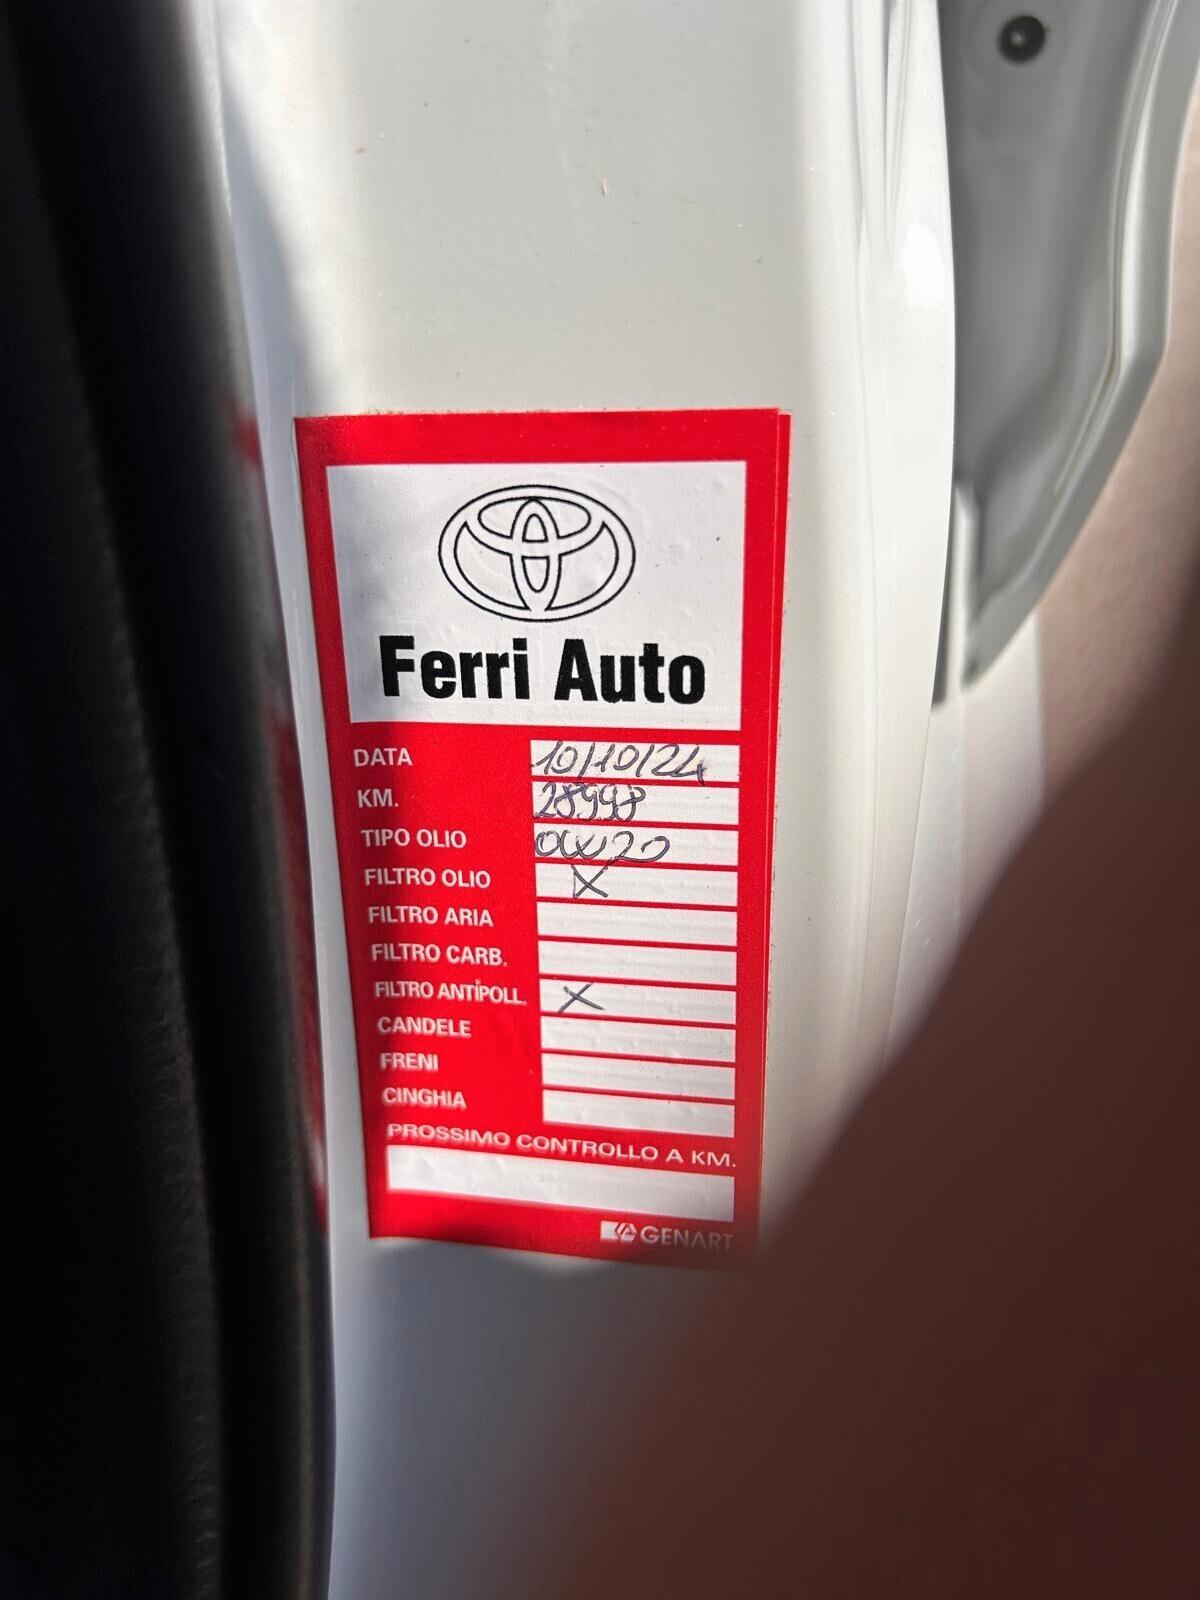 Ferri Auto
DATA 10/10/24
KM. 28998
TIPO OLIO 0W20
FILTRO OLIO X
FILTRO ARIA
FILTRO CARB.
FILTRO ANTIPOLL. X
CANDELE
FRENI
CINGHIA
PROSSIMO CONTROLLO A KM.
GENART